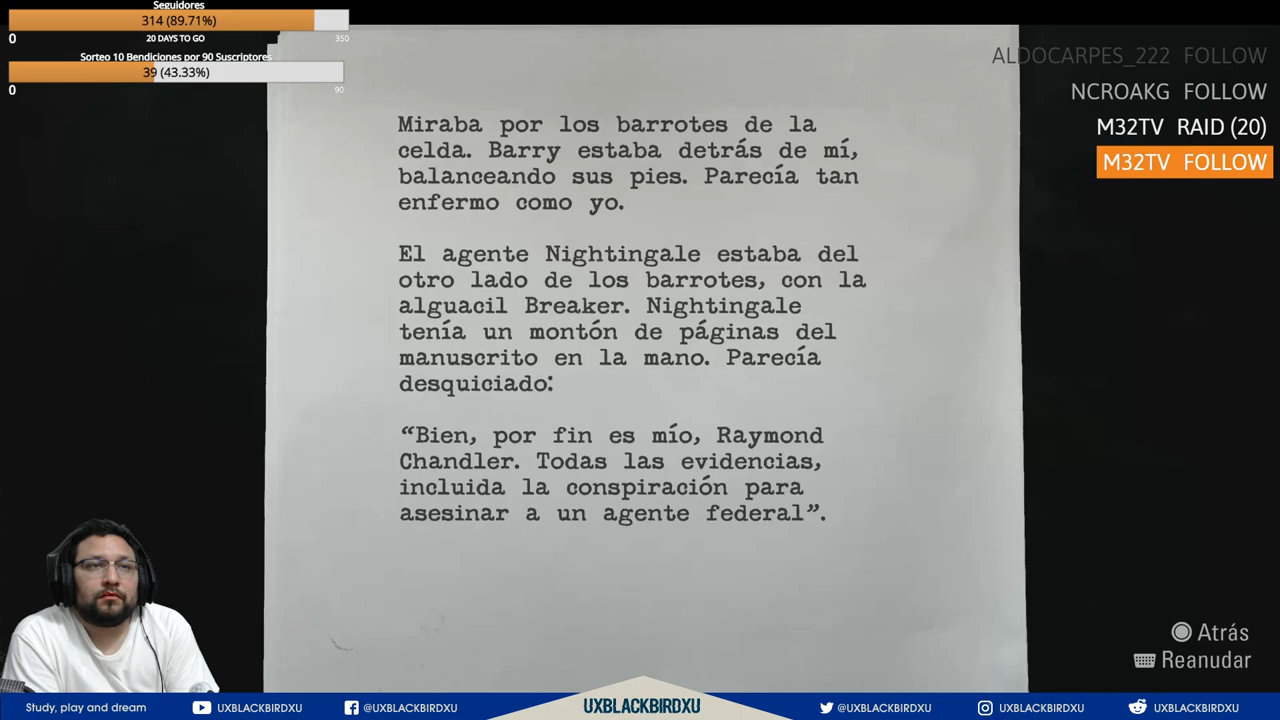 Seguidores
314 (89.71%)
0 20 DAYS TO GO 350
Sorteo 10 Bendiciones por 90 Suscriptores
39 (43.33%)
0 90
ALDOCARPES_222 FOLLOW
NCROAKG FOLLOW
M32TV RAID (20)
M32TV FOLLOW
Miraba por los barrotes de la
celda. Barry estaba detrás de mí,
balanceando sus pies. Parecía tan
enfermo como yo.
El agente Nightingale estaba del
otro lado de los barrotes, con la
alguacil Breaker. Nightingale
tenía un montón de páginas del
manuscrito en la mano. Parecía
desquiciado:
“Bien, por fin es mío, Raymond
Chandler. Todas las evidencias,
incluida la conspiración para
asesinar a un agente federal”.
Atrás
Reanudar
Study, play and dream UXBLACKBIRDXU @UXBLACKBIRDXU UXBLACKBIRDXU @UXBLACKBIRDXU UXBLACKBIRDXU UXBLACKBIRDXU